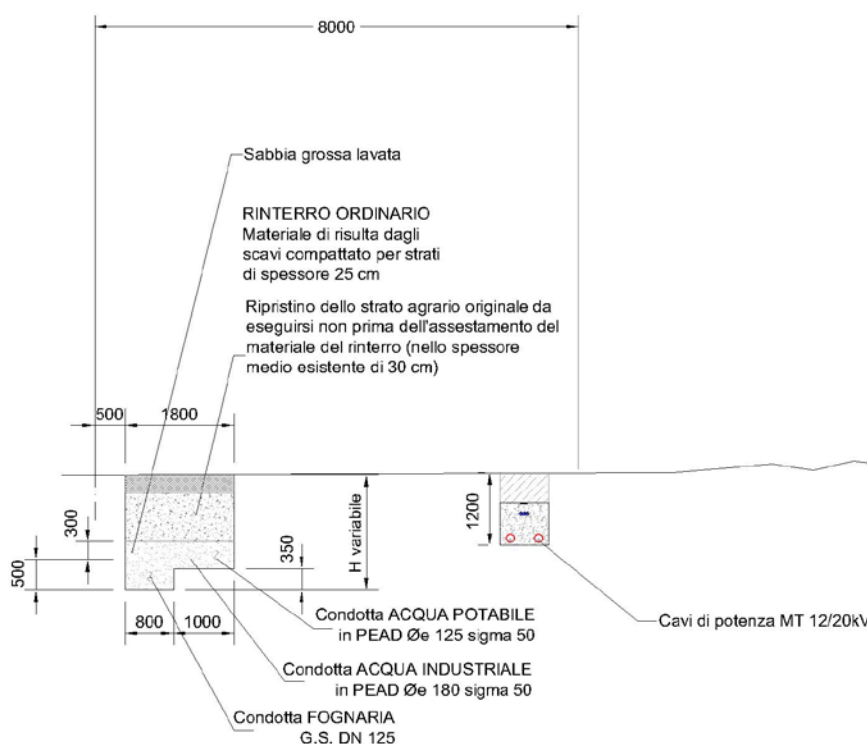 8000
Sabbia grossa lavata
RINTERRO ORDINARIO
Materiale di risulta dagli
scavi compattato per strati
di spessore 25 cm
Ripristino dello strato agrario originale da
eseguirsi non prima dell'assestamento del
materiale del rinterro (nello spessore
medio esistente di 30 cm)
500
1800
300
500
350
H variabile
1200
800
1000
Condotta ACQUA POTABILE
in PEAD Øe 125 sigma 50
Cavi di potenza MT 12/20kV
Condotta ACQUA INDUSTRIALE
in PEAD Øe 180 sigma 50
Condotta FOGNARIA
G.S. DN 125